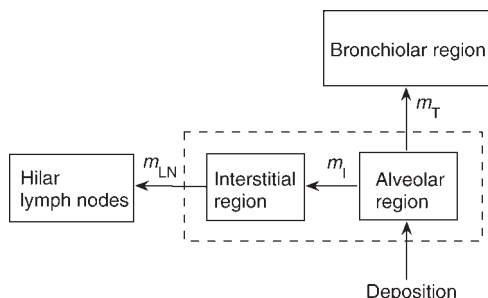 Bronchiolar region
m_T
m_LN
m_I
Hilar
lymph nodes
Interstitial
region
Alveolar
region
Deposition